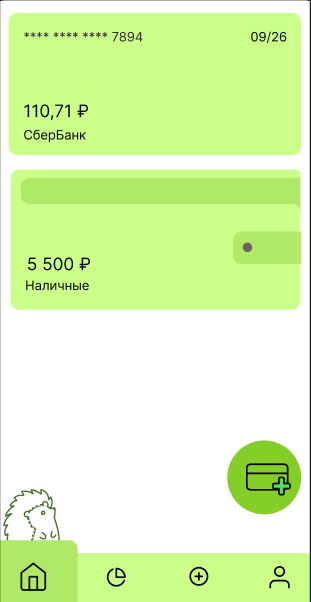 **** **** **** 7894 09/26
110,71 ₽
СберБанк
5 500 ₽
Наличные